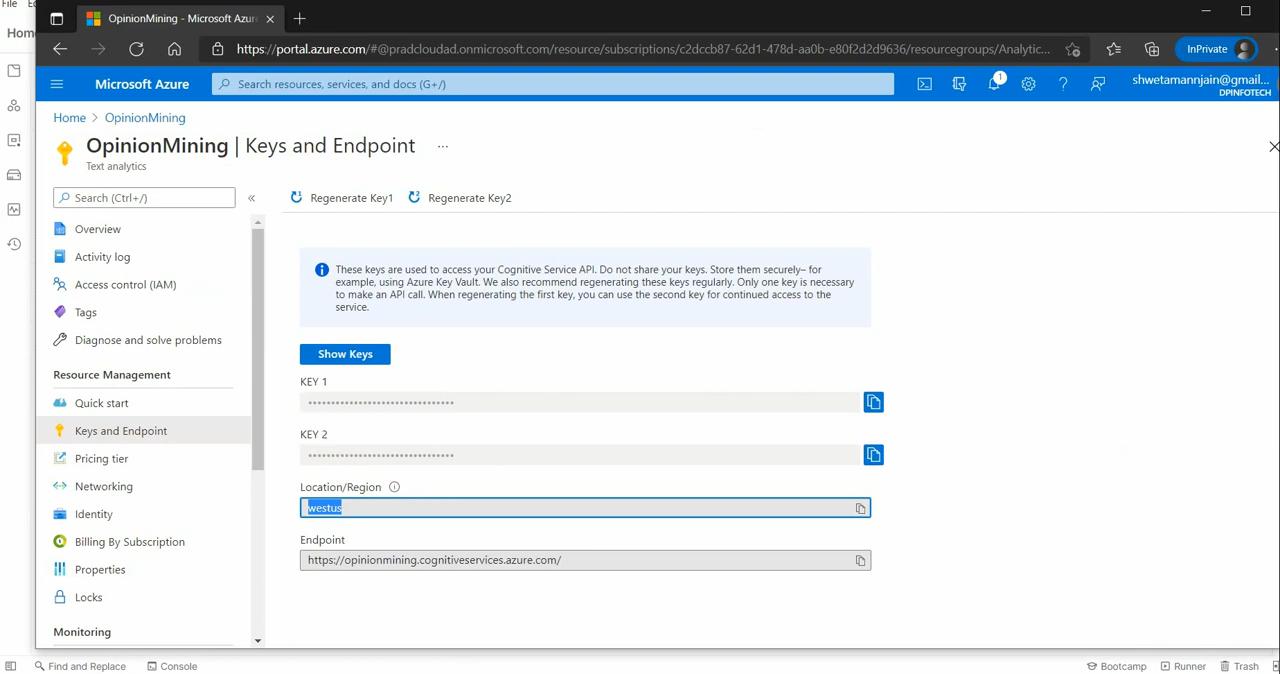 File Ed
Home
OpinionMining - Microsoft Azur
https://portal.azure.com/#@pradcloudad.onmicrosoft.com/resource/subscriptions/c2dccb87-62d1-478d-aa0b-e80f2d2d9636/resourcegroups/Analytic...
InPrivate
Microsoft Azure
Search resources, services, and docs (G+/)
1
shwetamannjain@gmail...
DPINFOTECH
Home > OpinionMining
OpinionMining | Keys and Endpoint ...
Text analytics
Search (Ctrl+/)
«
Regenerate Key1
Regenerate Key2
Overview
Activity log
Access control (IAM)
Tags
Diagnose and solve problems
Resource Management
Quick start
Keys and Endpoint
Pricing tier
Networking
Identity
Billing By Subscription
Properties
Locks
Monitoring
These keys are used to access your Cognitive Service API. Do not share your keys. Store them securely– for
example, using Azure Key Vault. We also recommend regenerating these keys regularly. Only one key is necessary
to make an API call. When regenerating the first key, you can use the second key for continued access to the
service.
Show Keys
KEY 1
••••••••••••••••••••••••••••••••
KEY 2
••••••••••••••••••••••••••••••••
Location/Region
westus
Endpoint
https://opinionmining.cognitiveservices.azure.com/
Find and Replace
Console
Bootcamp
Runner
Trash